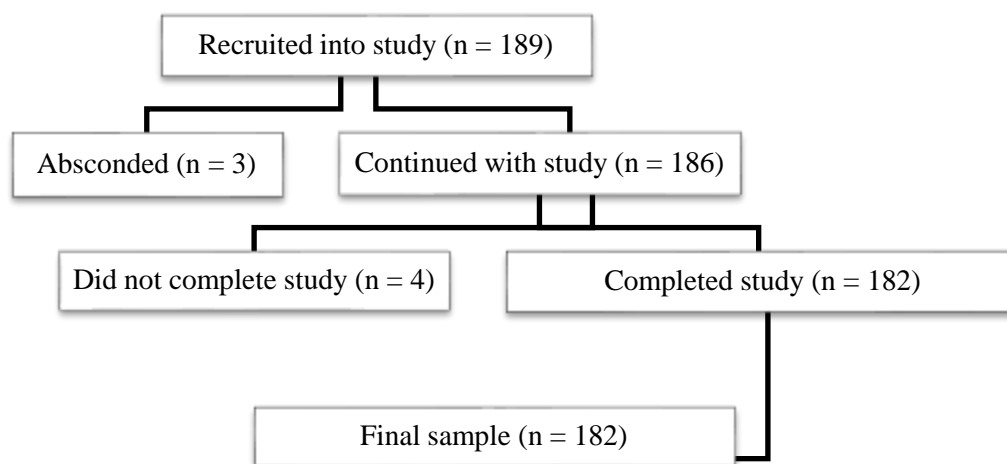 Recruited into study (n = 189)
Absconded (n = 3)
Continued with study (n = 186)
Did not complete study (n = 4)
Completed study (n = 182)
Final sample (n = 182)